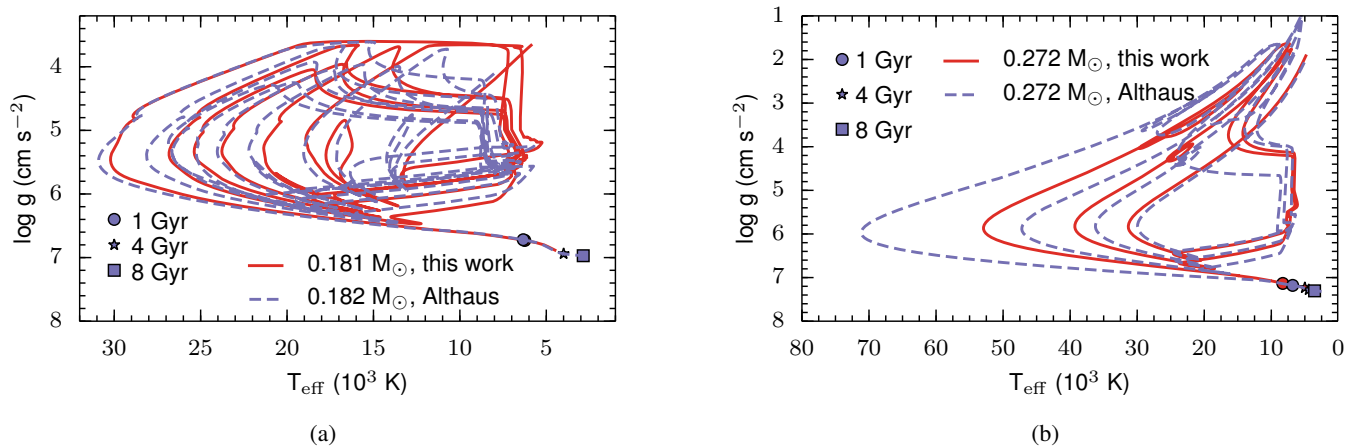 4
5
6
7
8
log g (cm s⁻²)
30 25 20 15 10 5
T_eff (10³ K)
1 Gyr
4 Gyr
8 Gyr
0.181 M⊙, this work
0.182 M⊙, Althaus
(a)
1
2
3
4
5
6
7
8
log g (cm s⁻²)
80 70 60 50 40 30 20 10 0
T_eff (10³ K)
1 Gyr
4 Gyr
8 Gyr
0.272 M⊙, this work
0.272 M⊙, Althaus
(b)